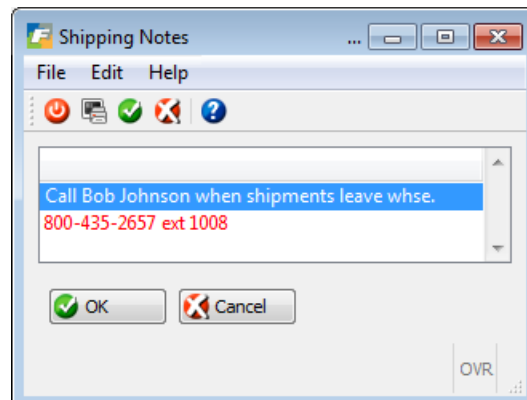 Shipping Notes ...
File Edit Help
Call Bob Johnson when shipments leave whse.
800-435-2657 ext 1008
OK Cancel
OVR